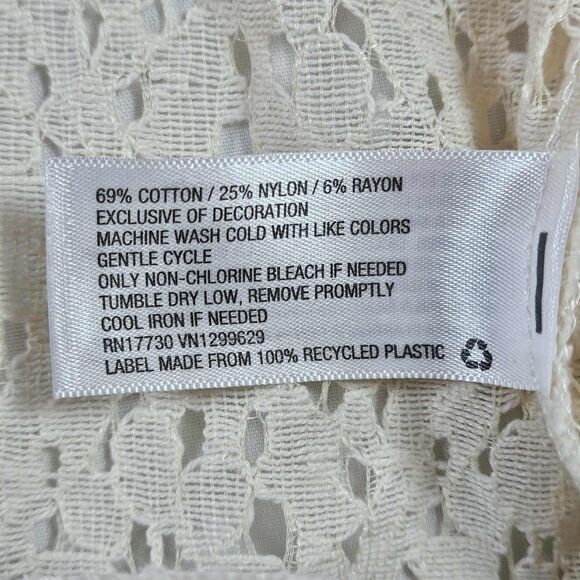 69% COTTON / 25% NYLON / 6% RAYON
EXCLUSIVE OF DECORATION
MACHINE WASH COLD WITH LIKE COLORS
GENTLE CYCLE
ONLY NON-CHLORINE BLEACH IF NEEDED
TUMBLE DRY LOW, REMOVE PROMPTLY
COOL IRON IF NEEDED
RN17730 VN1299629
LABEL MADE FROM 100% RECYCLED PLASTIC